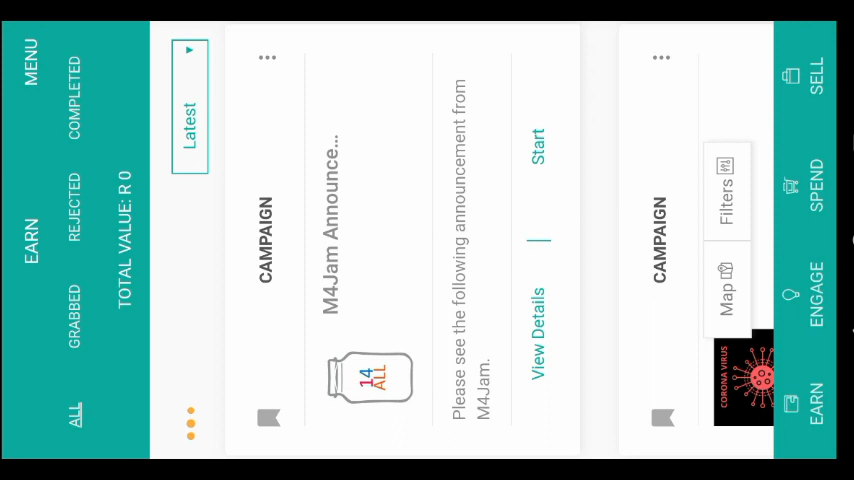 EARN
MENU
ALL
GRABBED
REJECTED
COMPLETED
TOTAL VALUE: R 0
Latest
CAMPAIGN
14
ALL
M4Jam Announce...
Please see the following announcement from
M4Jam.
View Details
Start
CAMPAIGN
Map
Filters
CORONA VIRUS
EARN
ENGAGE
SPEND
SELL